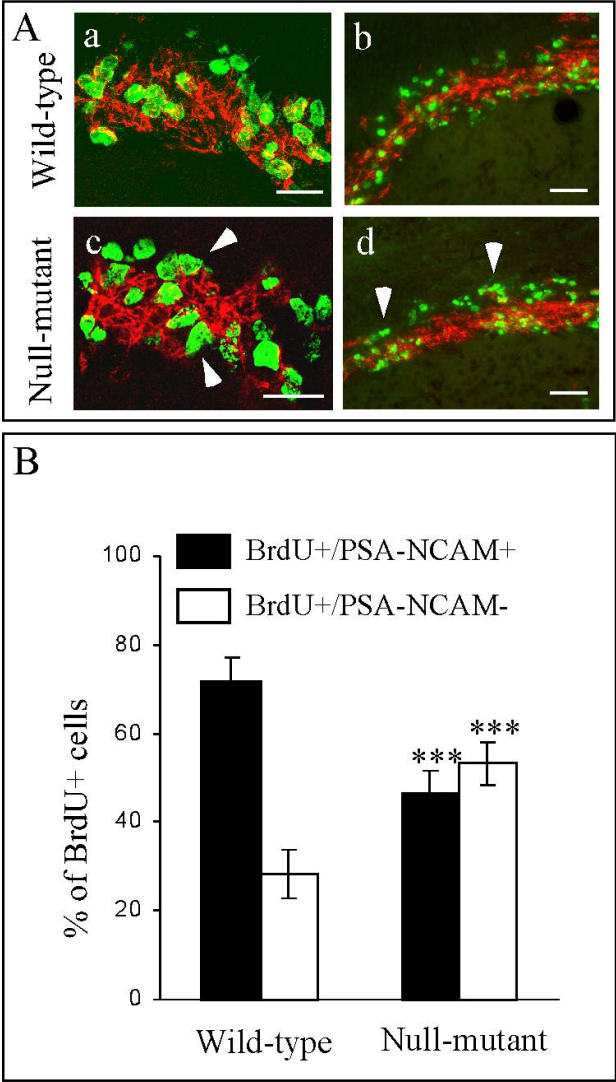 A
Wild-type
a
b
Null-mutant
c
d
B
BrdU+/PSA-NCAM+
BrdU+/PSA-NCAM-
% of BrdU+ cells
100
80
60
40
20
0
***
***
Wild-type
Null-mutant